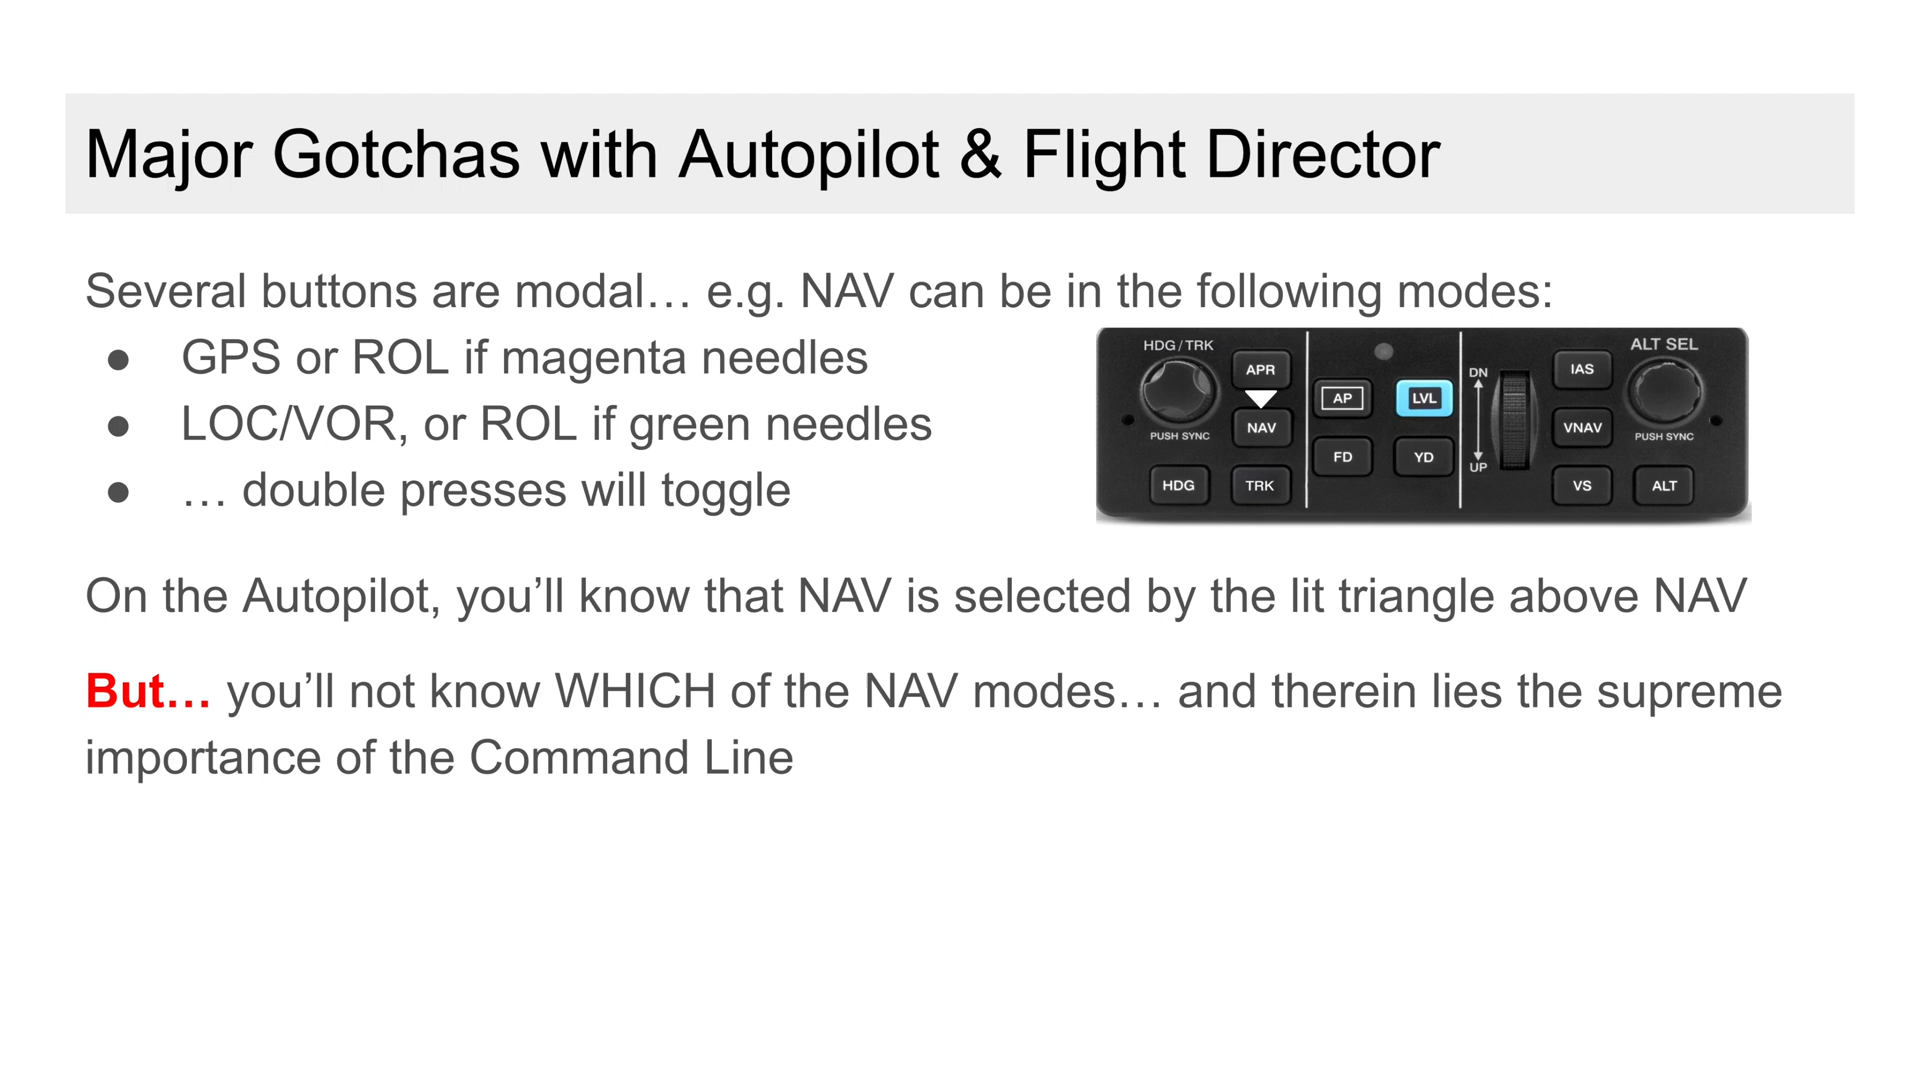 Major Gotchas with Autopilot & Flight Director
Several buttons are modal… e.g. NAV can be in the following modes:
● GPS or ROL if magenta needles
● LOC/VOR, or ROL if green needles
● … double presses will toggle
HDG/TRK
APR
PUSH SYNC
NAV
HDG
TRK
AP
LVL
FD
YD
DN
UP
IAS
ALT SEL
VNAV
PUSH SYNC
VS
ALT
On the Autopilot, you’ll know that NAV is selected by the lit triangle above NAV
But… you’ll not know WHICH of the NAV modes… and therein lies the supreme
importance of the Command Line